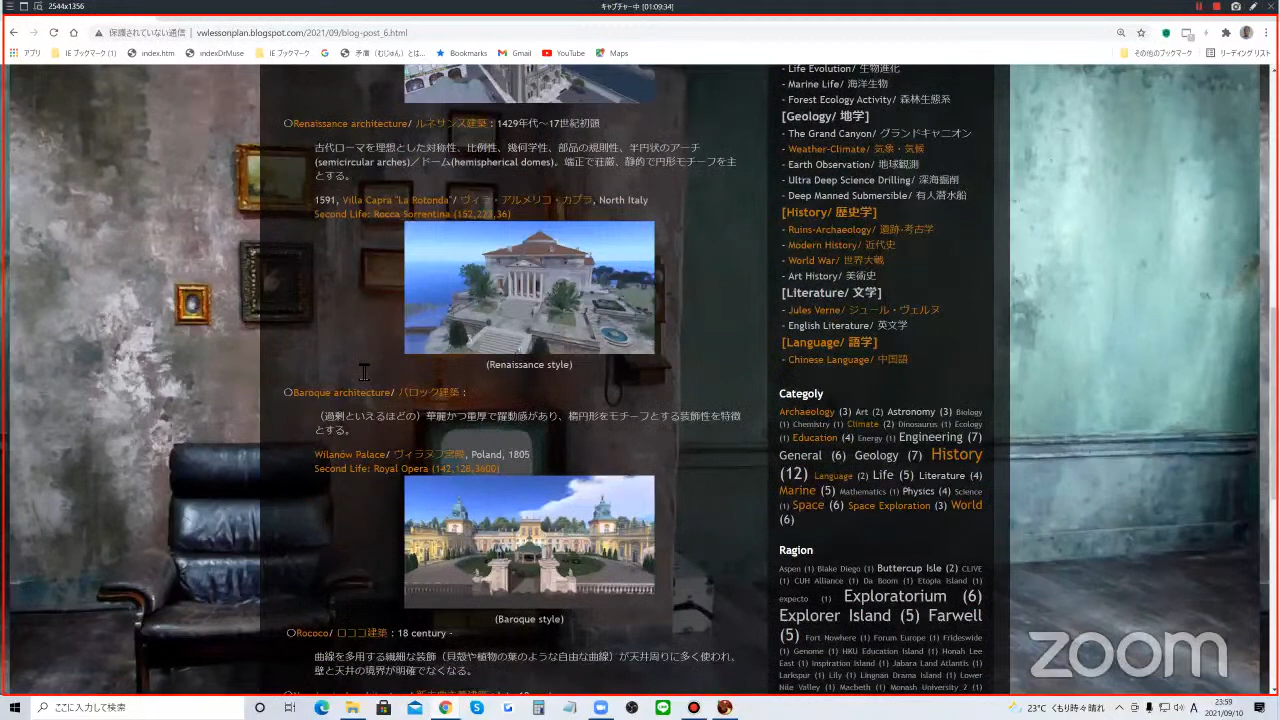 2544x1356
キャプチャー中 [01:09:34]
保護されていない通信 | vwlessonplan.blogspot.com/2021/09/blog-post_6.html
アプリ IE ブックマーク (1) index.htm indexDrMuse IE ブックマーク 矛盾（むじゅん）とは... Bookmarks Gmail YouTube Maps その他のブックマーク リーディング リスト
〇Renaissance architecture/ ルネサンス建築 : 1429年代～17世紀初頭
古代ローマを理想とした対称性、比例性、幾何学性、部品の規則性、半円状のアーチ
(semicircular arches)／ドーム(hemispherical domes)。端正で荘厳、静的で円形モチーフを主
とする。
1591, Villa Capra "La Rotonda"/ ヴィラ・アルメリコ・カプラ, North Italy
Second Life: Rocca Sorrentina (152,223,36)
(Renaissance style)
〇Baroque architecture/ バロック建築 :
（過剰といえるほどの）華麗かつ重厚で躍動感があり、楕円形をモチーフとする装飾性を特徴
とする。
Wilanów Palace/ ヴィラヌフ宮殿, Poland, 1805
Second Life: Royal Opera (142,128,3600)
(Baroque style)
〇Rococo/ ロココ建築 : 18 century -
曲線を多用する繊細な装飾（貝殻や植物の葉のような自由な曲線）が天井周りに多く使われ、
壁と天井の境界が明確でなくなる。
- Life Evolution/ 生物進化
- Marine Life/ 海洋生物
- Forest Ecology Activity/ 森林生態系
[Geology/ 地学]
- The Grand Canyon/ グランドキャニオン
- Weather-Climate/ 気象・気候
- Earth Observation/ 地球観測
- Ultra Deep Science Drilling/ 深海掘削
- Deep Manned Submersible/ 有人潜水船
[History/ 歴史学]
- Ruins-Archaeology/ 遺跡-考古学
- Modern History/ 近代史
- World War/ 世界大戦
- Art History/ 美術史
[Literature/ 文学]
- Jules Verne/ ジュール・ヴェルヌ
- English Literature/ 英文学
[Language/ 語学]
- Chinese Language/ 中国語
Categoly
Archaeology (3) Art (2) Astronomy (3) Biology
(1) Chemistry (1) Climate (2) Dinosaurus (1) Ecology
(1) Education (4) Energy (1) Engineering (7)
General (6) Geology (7) History
(12) Language (2) Life (5) Literature (4)
Marine (5) Mathematics (1) Physics (4) Science
(1) Space (6) Space Exploration (3) World
(6)
Ragion
Aspen (1) Blake Diego (1) Buttercup Isle (2) CLIVE
(1) CUH Alliance (1) Da Boom (1) Etopia Island (1)
expecto (1) Exploratorium (6)
Explorer Island (5) Farwell
(5) Fort Nowhere (1) Forum Europe (1) Frideswide
(1) Genome (1) HKU Education Island (1) Honah Lee
East (1) Inspiration Island (1) Jabara Land Atlantis (1)
Larkspur (1) Lily (1) Lingnan Drama Island (1) Lower
Nile Valley (1) Macbeth (1) Monash University 2 (1)
zoom
ここに入力して検索
23°C くもり時々晴れ
A
23:59
2021/09/10